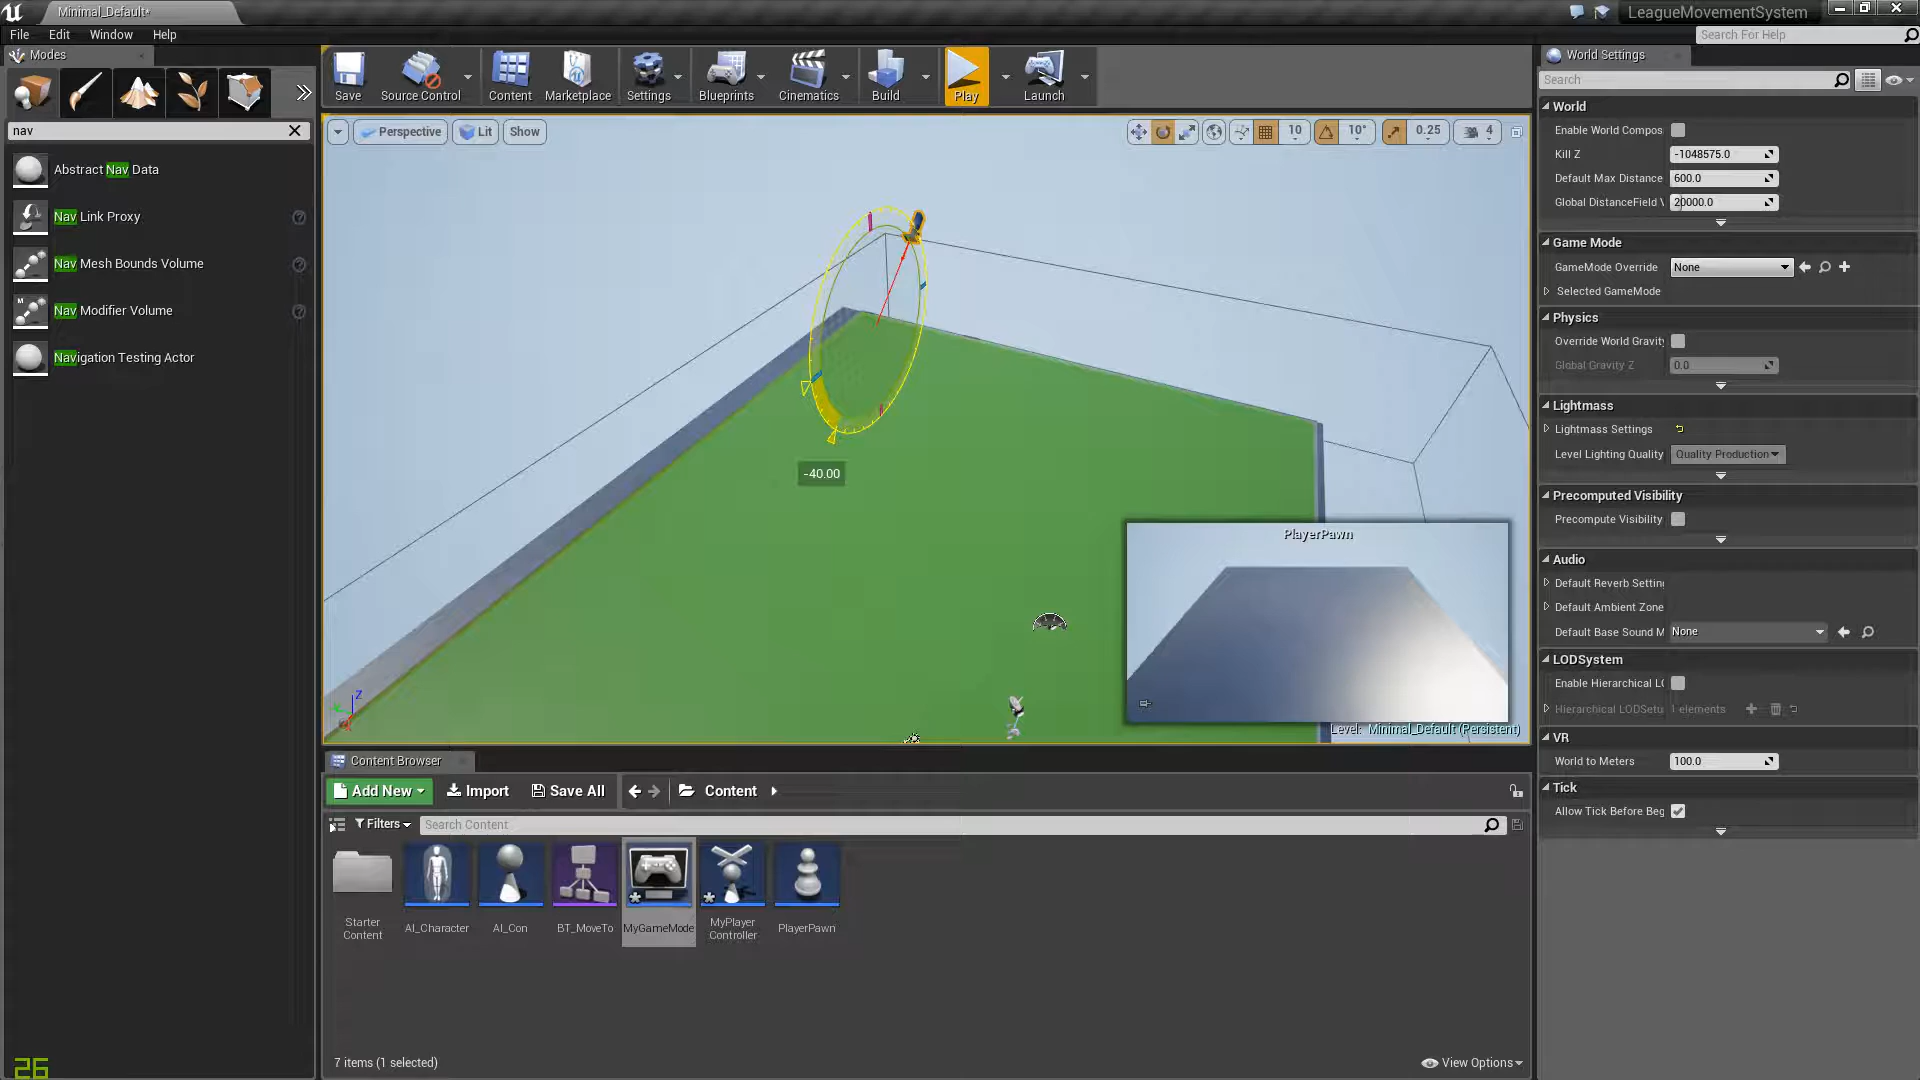 Minimal_Default*
LeagueMovementSystem
File Edit Window Help
Search For Help
Modes
World Settings
nav
Abstract Nav Data
Nav Link Proxy
Nav Mesh Bounds Volume
Nav Modifier Volume
Navigation Testing Actor
Save
Source Control
Content
Marketplace
Settings
Blueprints
Cinematics
Build
Play
Launch
Perspective
Lit
Show
10
10°
0.25
4
-40.00
PlayerPawn
Level: Minimal_Default (Persistent)
Content Browser
Add New
Import
Save All
Content
Filters
Search Content
Starter
Content
AI_Character
AI_Con
BT_MoveTo
MyGameMode
MyPlayer
Controller
PlayerPawn
7 items (1 selected)
View Options
Search
World
Enable World Compos
Kill Z -1048575.0
Default Max Distance 600.0
Global DistanceField V 20000.0
Game Mode
GameMode Override None
Selected GameMode
Physics
Override World Gravity
Global Gravity Z 0.0
Lightmass
Lightmass Settings
Level Lighting Quality Quality Production
Precomputed Visibility
Precompute Visibility
Audio
Default Reverb Settin
Default Ambient Zone
Default Base Sound M None
LODSystem
Enable Hierarchical LO
Hierarchical LODSetu 1 elements
VR
World to Meters 100.0
Tick
Allow Tick Before Beg
26